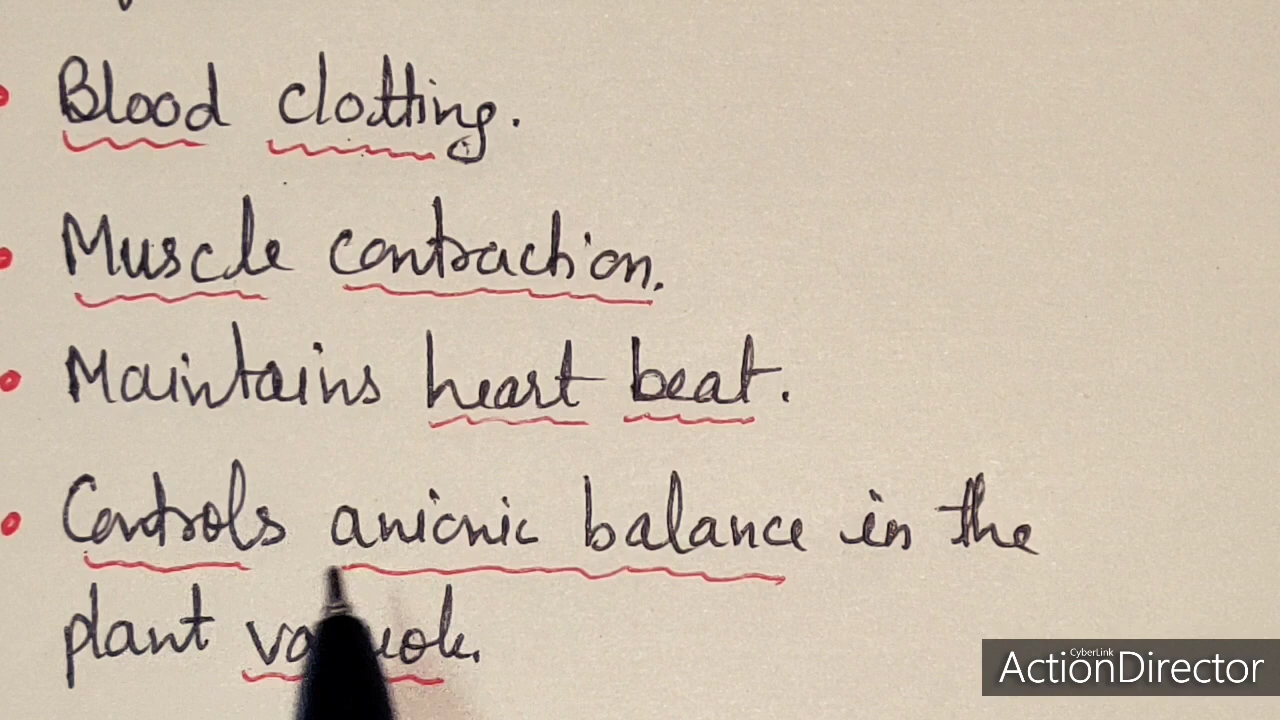 Blood clotting.
Muscle contraction.
Maintains heart beat.
Controls anionic balance in the
plant
CyberLink
ActionDirector